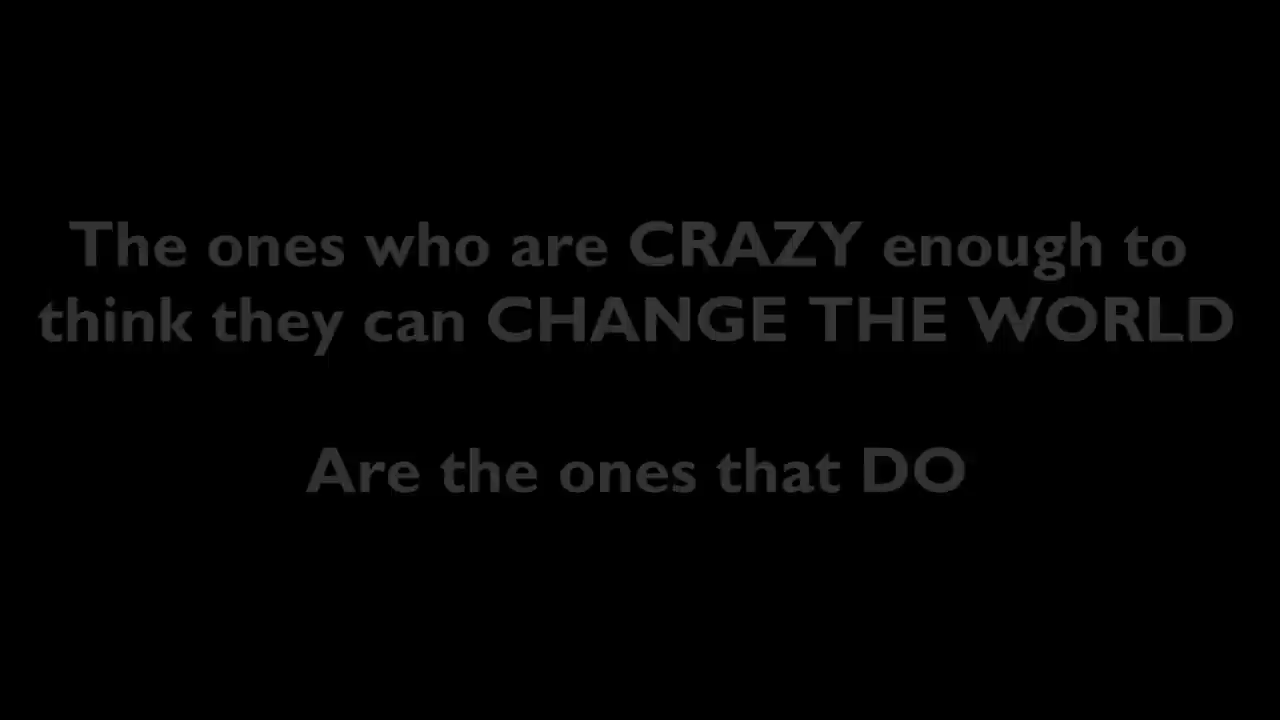 The ones who are CRAZY enough to
think they can CHANGE THE WORLD
Are the ones that DO